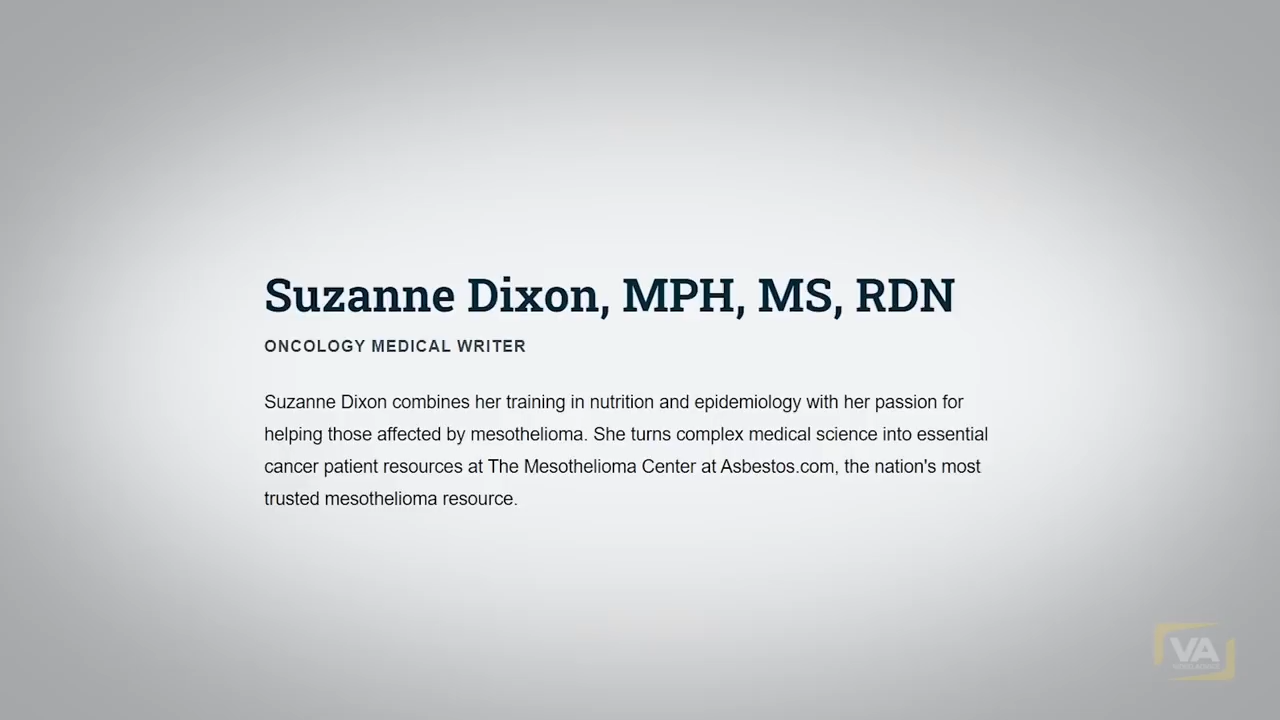 Suzanne Dixon, MPH, MS, RDN
ONCOLOGY MEDICAL WRITER
Suzanne Dixon combines her training in nutrition and epidemiology with her passion for
helping those affected by mesothelioma. She turns complex medical science into essential
cancer patient resources at The Mesothelioma Center at Asbestos.com, the nation's most
trusted mesothelioma resource.
VA